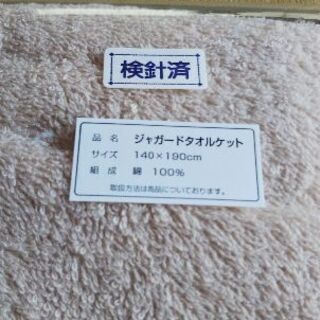 検針済
品名 ジャガードタオルケット
サイズ 140×190cm
組成 綿 100%
取扱方法は商品についております。